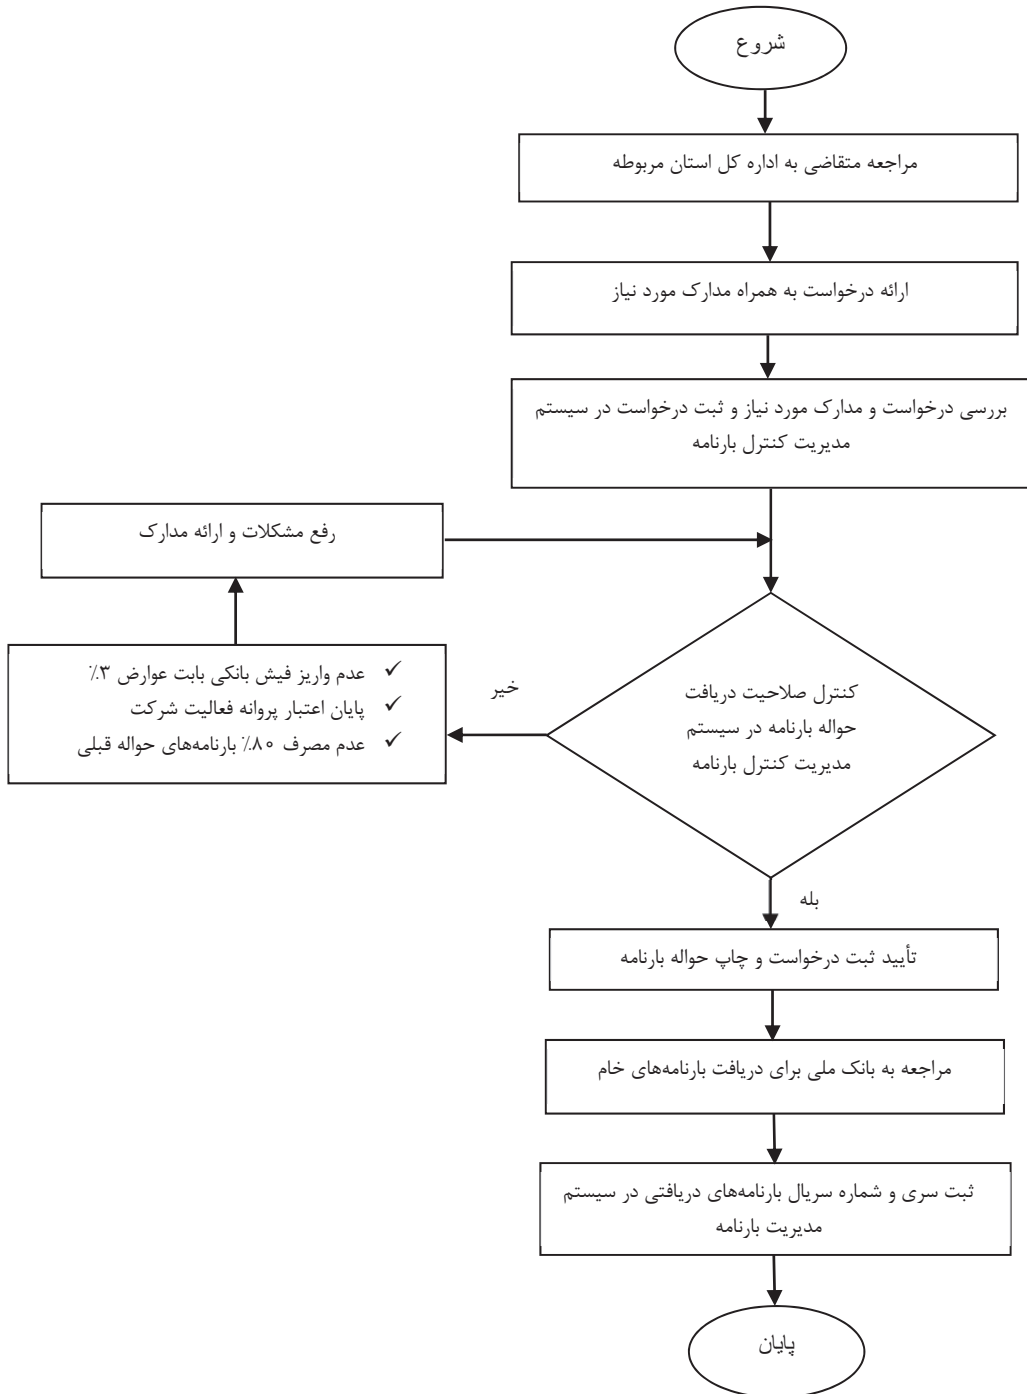 شروع
مراجعه متقاضی به اداره کل استان مربوطه
ارائه درخواست به همراه مدارک مورد نیاز
بررسی درخواست و مدارک مورد نیاز و ثبت درخواست در سیستم
مدیریت کنترل بارنامه
رفع مشکلات و ارائه مدارک
✓ عدم واریز فیش بانکی بابت عوارض ۳٪
✓ پایان اعتبار پروانه فعالیت شرکت
✓ عدم مصرف ۸۰٪ بارنامه‌های حواله قبلی
خیر
کنترل صلاحیت دریافت
حواله بارنامه در سیستم
مدیریت کنترل بارنامه
بله
تأیید ثبت درخواست و چاپ حواله بارنامه
مراجعه به بانک ملی برای دریافت بارنامه‌های خام
ثبت سری و شماره سریال بارنامه‌های دریافتی در سیستم
مدیریت بارنامه
پایان